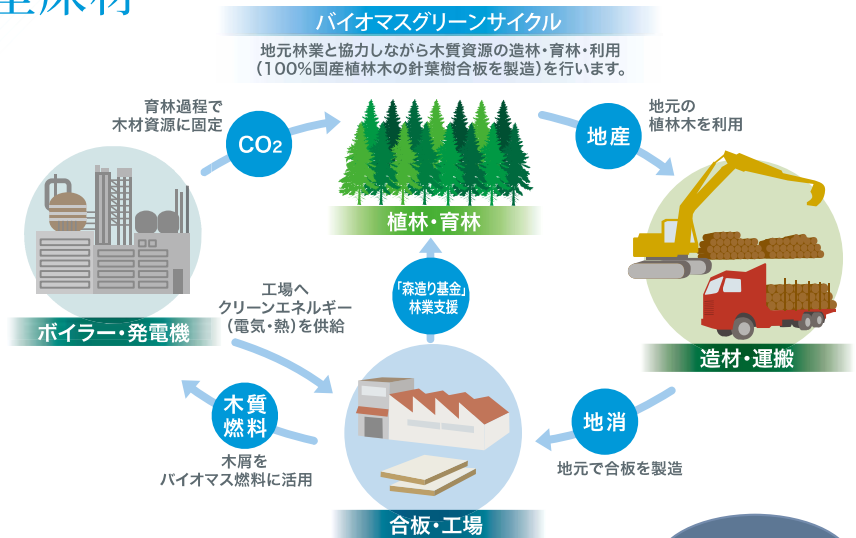 型床材
バイオマスグリーンサイクル
地元林業と協力しながら木質資源の造林・育林・利用
（100%国産植林木の針葉樹合板を製造）を行います。
育林過程で
木材資源に固定
CO2
地産
地元の
植林木を利用
植林・育林
「森造り基金」
林業支援
工場へ
クリーンエネルギー
（電気・熱）を供給
ボイラー・発電機
造材・運搬
木質
燃料
木屑を
バイオマス燃料に活用
地消
地元で合板を製造
合板・工場